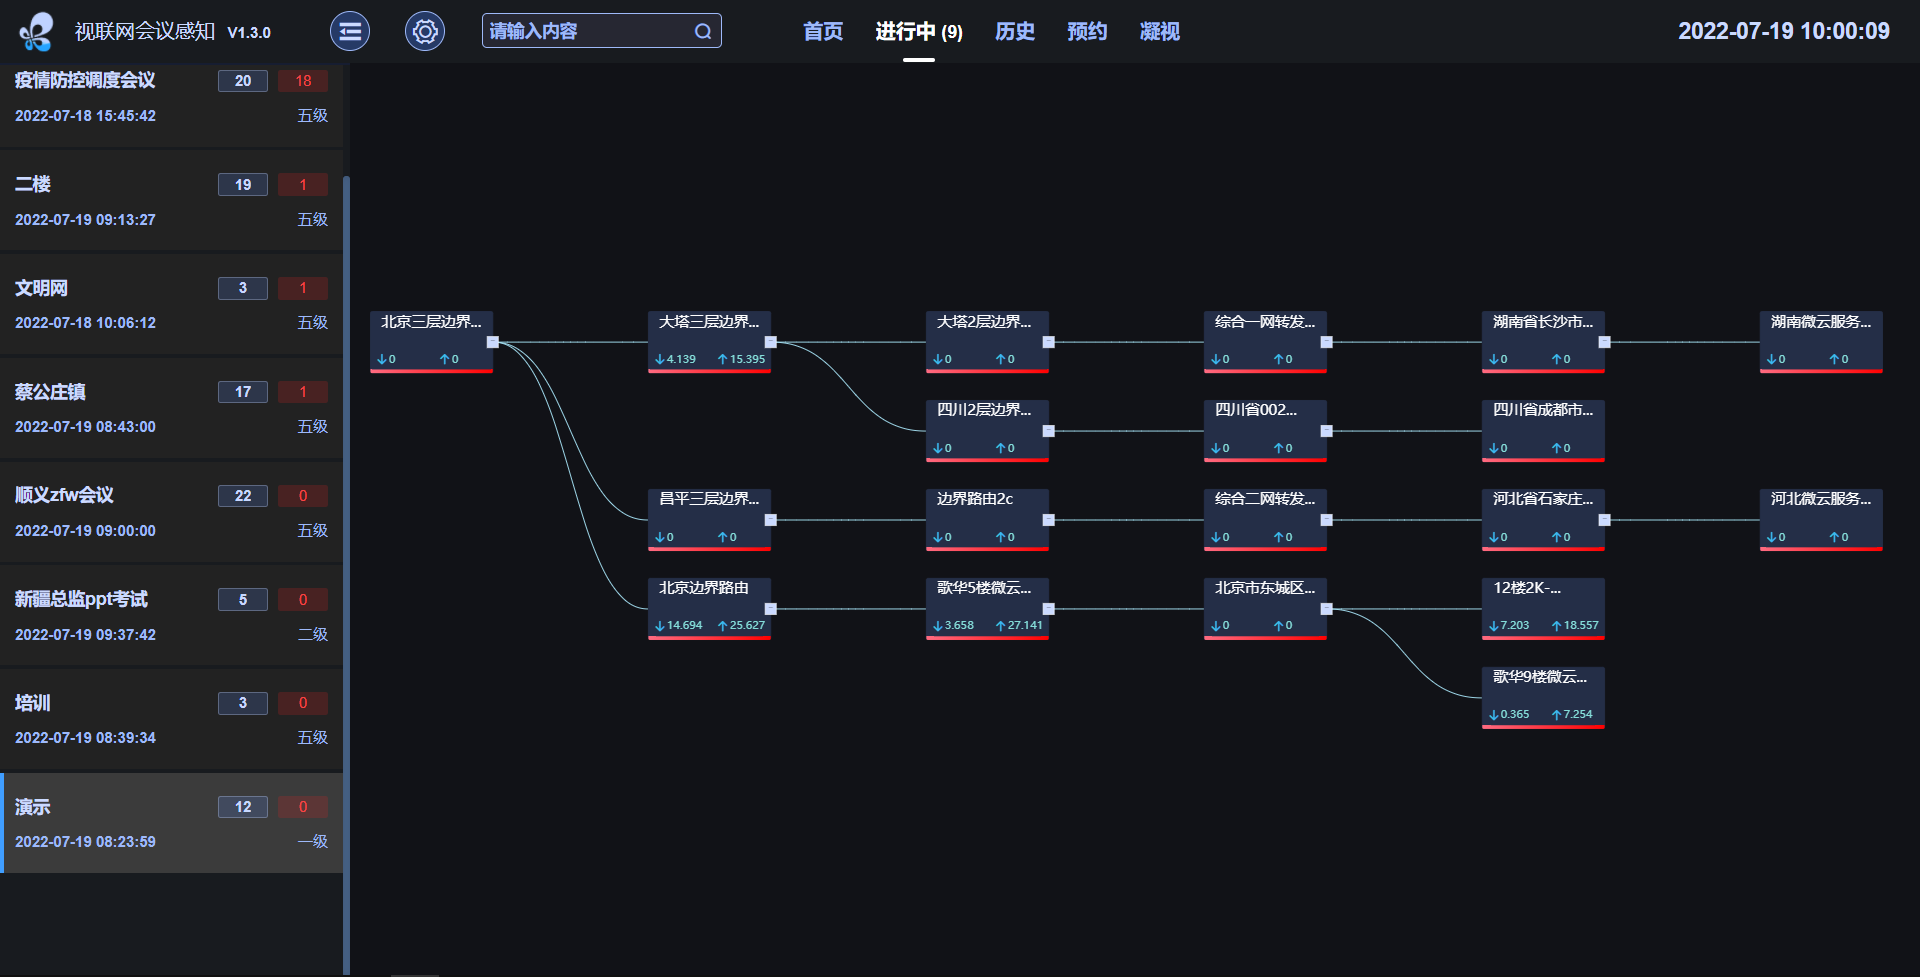 视联网会议感知 V1.3.0
请输入内容
首页 进行中 (9) 历史 预约 凝视
2022-07-19 10:00:09
疫情防控调度会议 20 18
2022-07-18 15:45:42 五级
二楼 19 1
2022-07-19 09:13:27 五级
文明网 3 1
2022-07-18 10:06:12 五级
蔡公庄镇 17 1
2022-07-19 08:43:00 五级
顺义zfw会议 22 0
2022-07-19 09:00:00 五级
新疆总监ppt考试 5 0
2022-07-19 09:37:42 二级
培训 3 0
2022-07-19 08:39:34 五级
演示 12 0
2022-07-19 08:23:59 一级
北京三层边界...
↓0 ↑0
大塔三层边界...
↓4.139 ↑15.395
大塔2层边界...
↓0 ↑0
综合一网转发...
↓0 ↑0
湖南省长沙市...
↓0 ↑0
湖南微云服务...
↓0 ↑0
四川2层边界...
↓0 ↑0
四川省002...
↓0 ↑0
四川省成都市...
↓0 ↑0
昌平三层边界...
↓0 ↑0
边界路由2c
↓0 ↑0
综合二网转发...
↓0 ↑0
河北省石家庄...
↓0 ↑0
河北微云服务...
↓0 ↑0
北京边界路由
↓14.694 ↑25.627
歌华5楼微云...
↓3.658 ↑27.141
北京市东城区...
↓0 ↑0
12楼2K-...
↓7.203 ↑18.557
歌华9楼微云...
↓0.365 ↑7.254